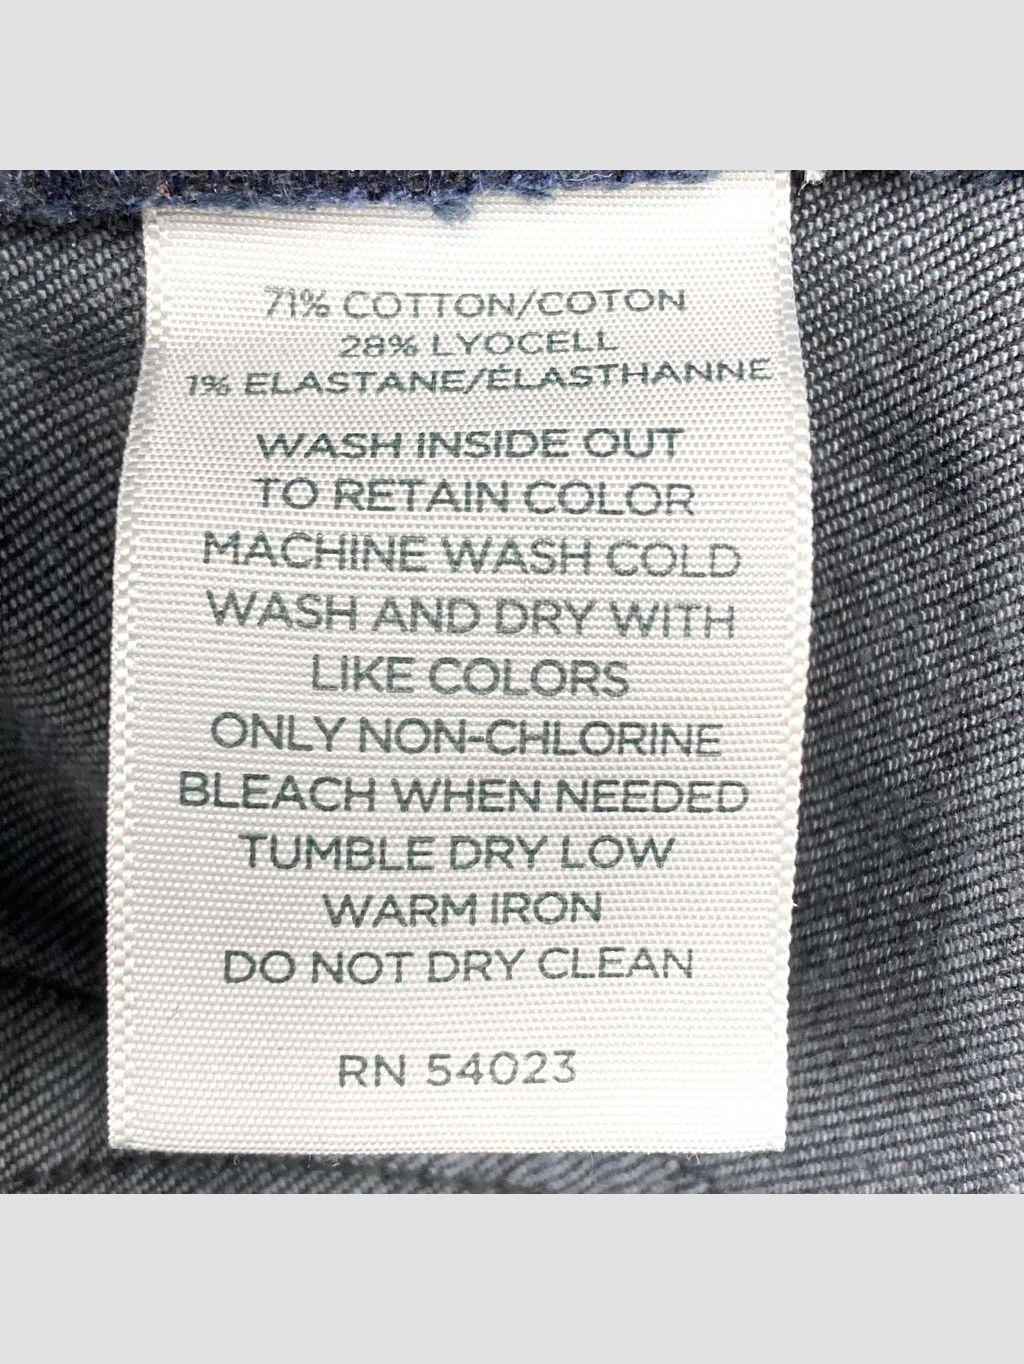 71% COTTON/COTON
28% LYOCELL
1% ELASTANE/ÉLASTHANNE
WASH INSIDE OUT
TO RETAIN COLOR
MACHINE WASH COLD
WASH AND DRY WITH
LIKE COLORS
ONLY NON-CHLORINE
BLEACH WHEN NEEDED
TUMBLE DRY LOW
WARM IRON
DO NOT DRY CLEAN
RN 54023